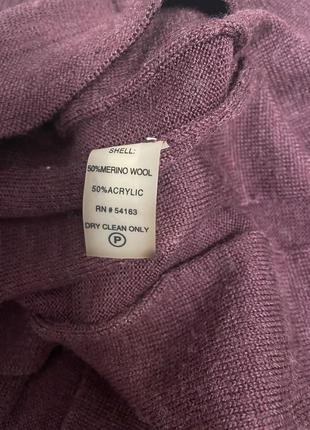 SHELL:
50%MERINO WOOL
50%ACRYLIC
RN # 54163
DRY CLEAN ONLY
P